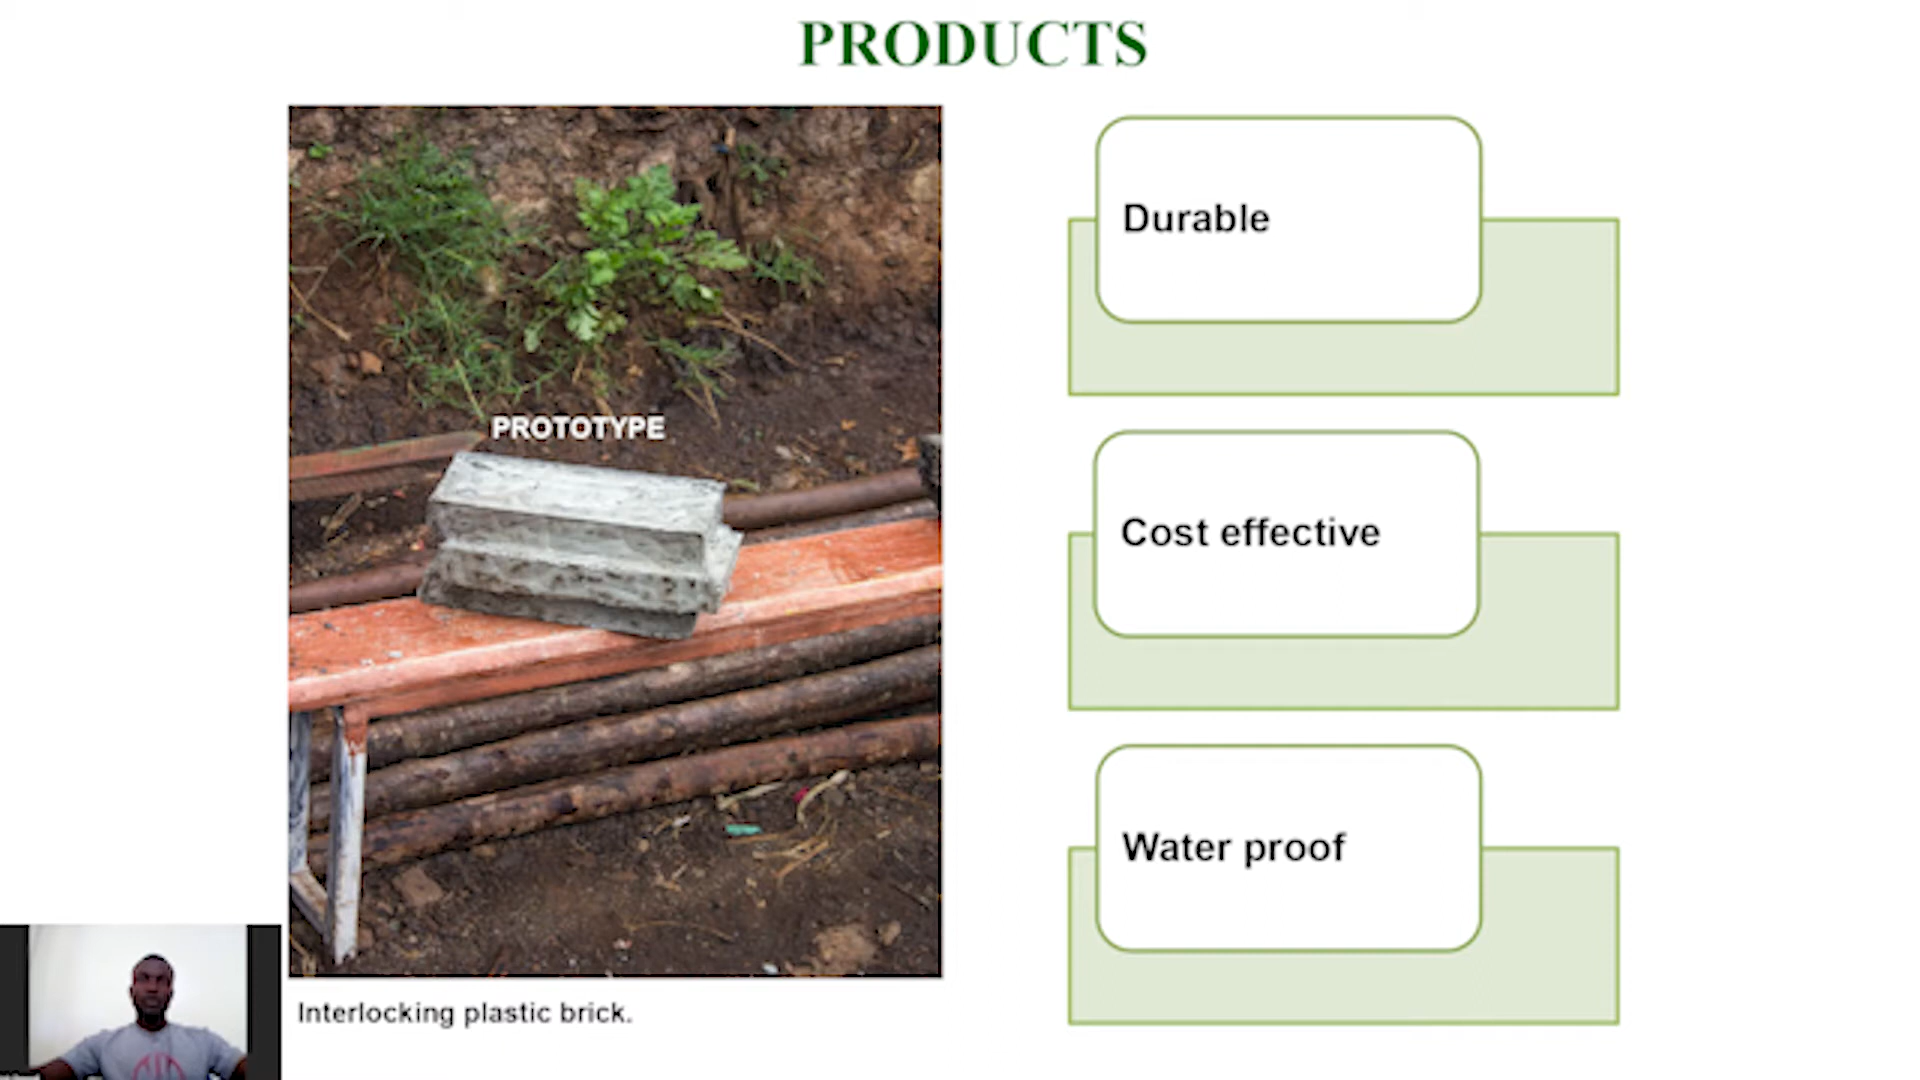 PRODUCTS
PROTOTYPE
Interlocking plastic brick.
Durable
Cost effective
Water proof